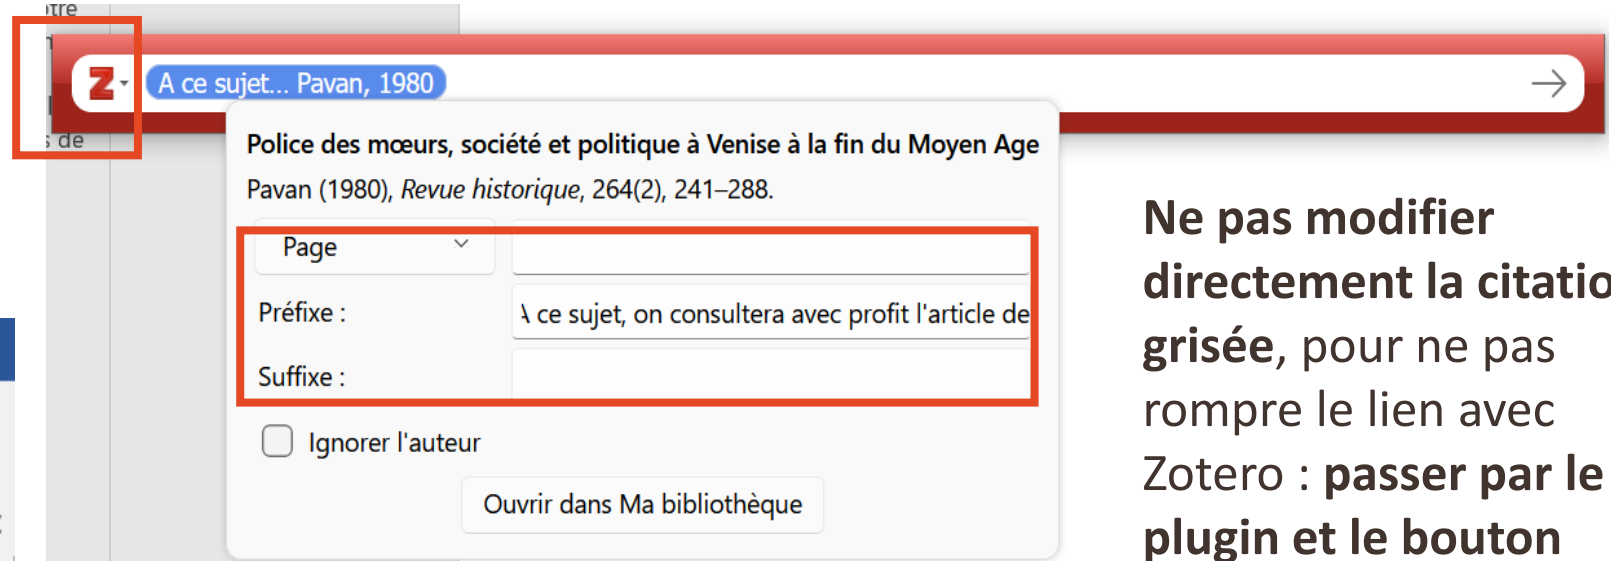 Z
A ce sujet... Pavan, 1980
s de
Police des mœurs, société et politique à Venise à la fin du Moyen Age
Pavan (1980), Revue historique, 264(2), 241–288.
Page
Préfixe :
A ce sujet, on consultera avec profit l'article de
Suffixe :
Ignorer l'auteur
Ouvrir dans Ma bibliothèque
Ne pas modifier
directement la citatio
grisée, pour ne pas
rompre le lien avec
Zotero : passer par le
plugin et le bouton